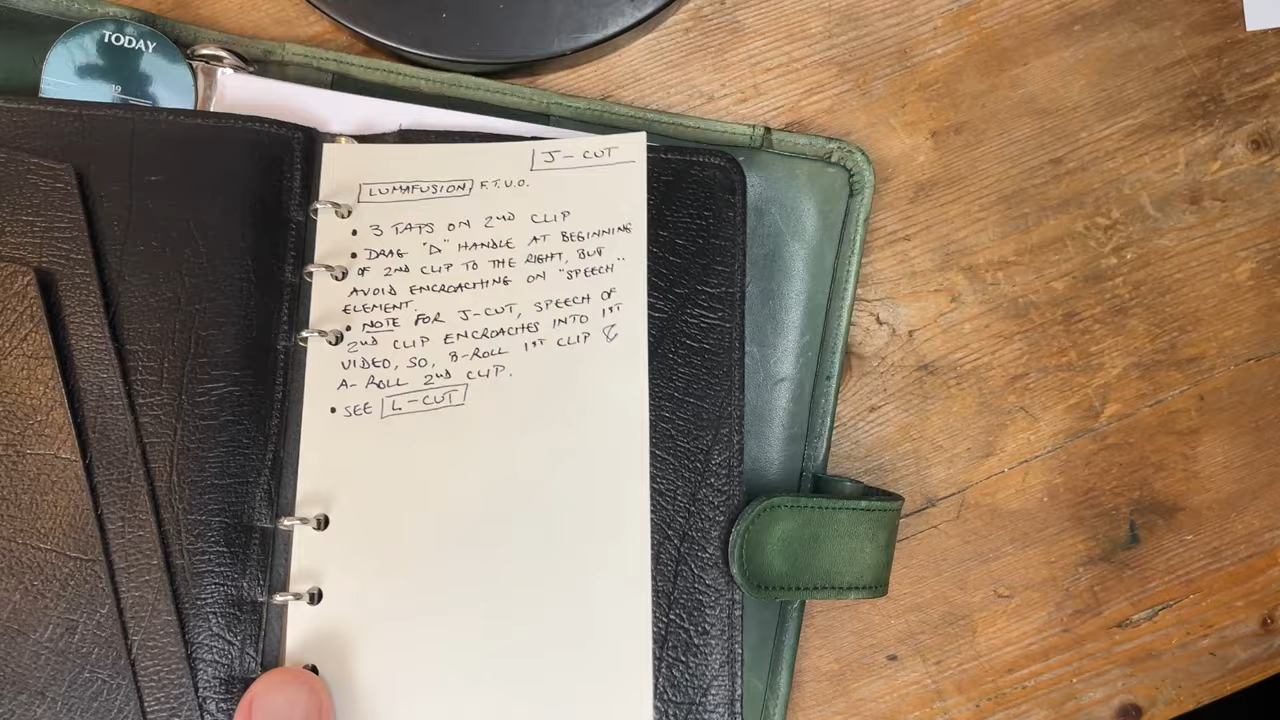 TODAY
19
J-CUT
LUMAFUSION F.T.V.O.
• 3 TAPS ON 2ND CLIP
• DRAG "D" HANDLE AT BEGINNING
OF 2ND CLIP TO THE RIGHT, BUT
AVOID ENCROACHING ON "SPEECH"
ELEMENT.
• NOTE FOR J-CUT, SPEECH OF
2ND CLIP ENCROACHES INTO 1ST
VIDEO, SO, B-ROLL 1ST CLIP &
A-ROLL 2ND CLIP.
• SEE L-CUT